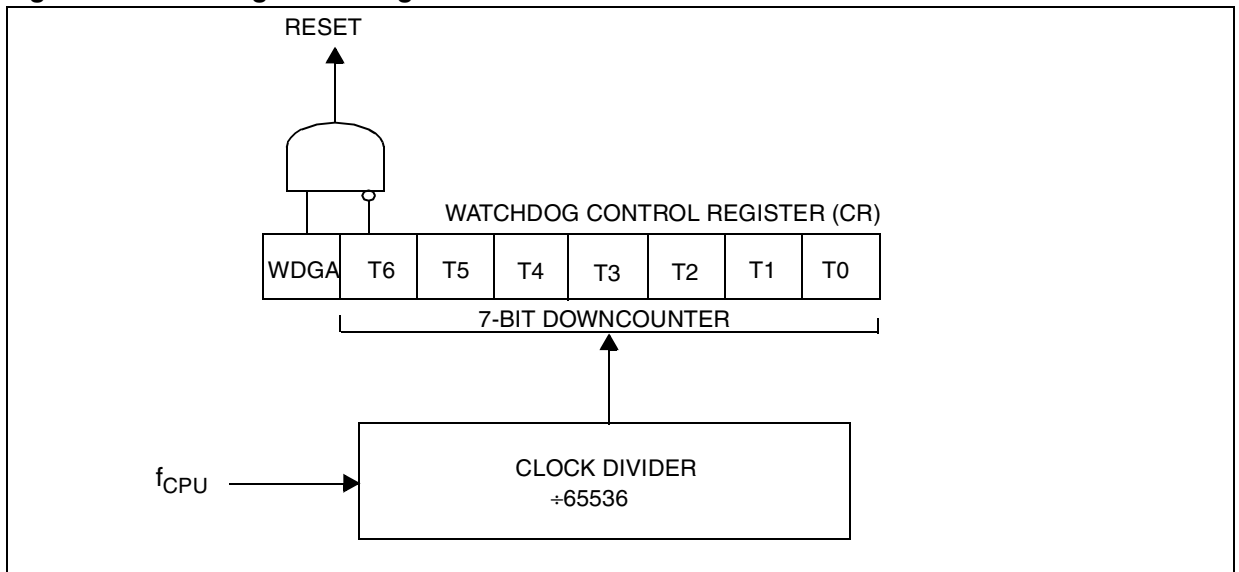 RESET
WATCHDOG CONTROL REGISTER (CR)
WDGA T6 T5 T4 T3 T2 T1 T0
7-BIT DOWNCOUNTER
fCPU
CLOCK DIVIDER
÷65536